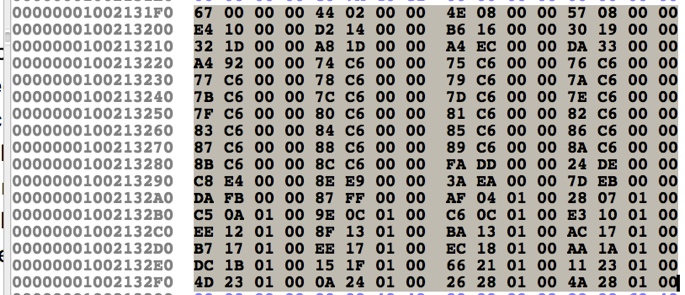 00000001002131F0 67 00 00 00 44 02 00 00 4E 08 00 00 57 08 00 00
0000000100213200 E4 10 00 00 D2 14 00 00 B6 16 00 00 30 19 00 00
0000000100213210 32 1D 00 00 A8 1D 00 00 A4 EC 00 00 DA 33 00 00
0000000100213220 A4 92 00 00 74 C6 00 00 75 C6 00 00 76 C6 00 00
0000000100213230 77 C6 00 00 78 C6 00 00 79 C6 00 00 7A C6 00 00
0000000100213240 7B C6 00 00 7C C6 00 00 7D C6 00 00 7E C6 00 00
0000000100213250 7F C6 00 00 80 C6 00 00 81 C6 00 00 82 C6 00 00
0000000100213260 83 C6 00 00 84 C6 00 00 85 C6 00 00 86 C6 00 00
0000000100213270 87 C6 00 00 88 C6 00 00 89 C6 00 00 8A C6 00 00
0000000100213280 8B C6 00 00 8C C6 00 00 FA DD 00 00 24 DE 00 00
0000000100213290 C8 E4 00 00 8E E9 00 00 3A EA 00 00 7D EB 00 00
00000001002132A0 DA FB 00 00 87 FF 00 00 AF 04 01 00 28 07 01 00
00000001002132B0 C5 0A 01 00 9E 0C 01 00 C6 0C 01 00 E3 10 01 00
00000001002132C0 EE 12 01 00 8F 13 01 00 BA 13 01 00 AC 17 01 00
00000001002132D0 B7 17 01 00 EE 17 01 00 EC 18 01 00 AA 1A 01 00
00000001002132E0 DC 1B 01 00 15 1F 01 00 66 21 01 00 11 23 01 00
00000001002132F0 4D 23 01 00 0A 24 01 00 26 28 01 00 4A 28 01 00